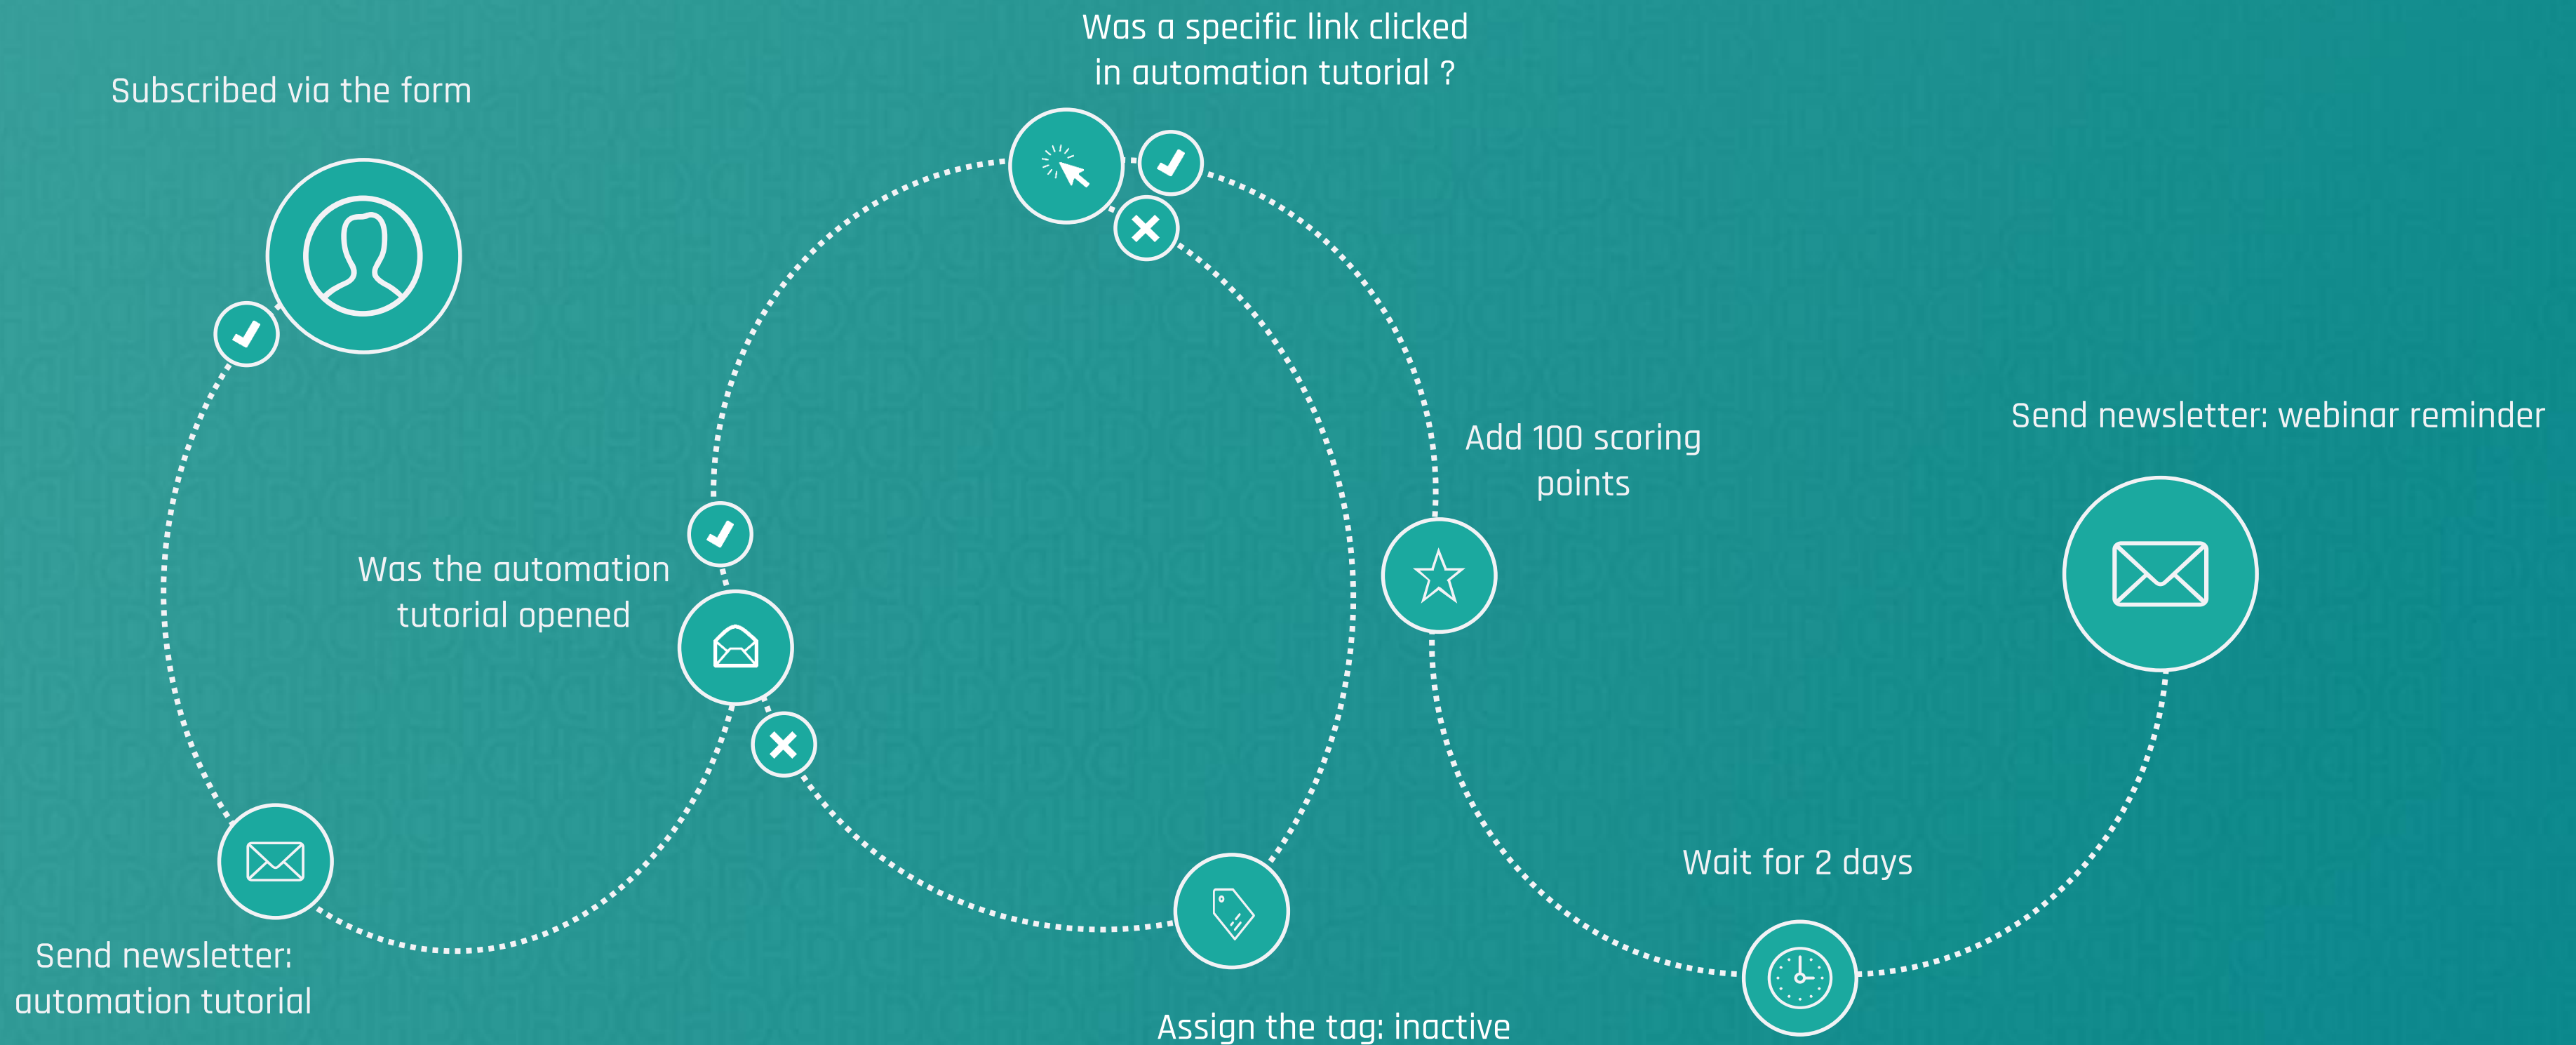 Was a specific link clicked
in automation tutorial ?
Subscribed via the form
Send newsletter: webinar reminder
Add 100 scoring
points
Was the automation
tutorial opened
Wait for 2 days
Send newsletter:
automation tutorial
Assign the tag: inactive